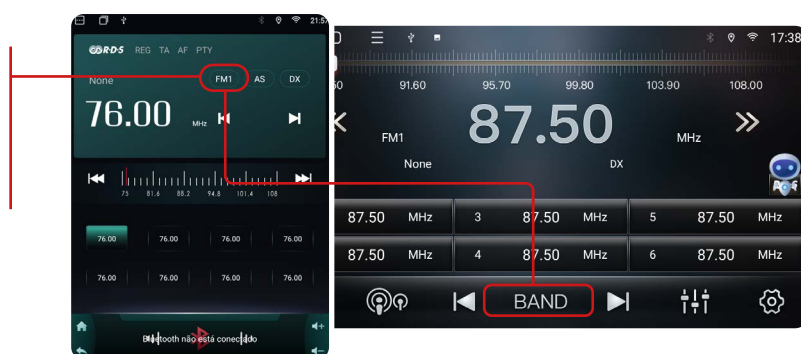 21:57
RDS REG TA AF PTY
None FM1 AS DX
76.00 MHz
75 81.6 88.2 94.8 101.4 108
76.00 76.00 76.00 76.00
76.00 76.00 76.00 76.00
Bluetooth não está conectado
17:38
91.60 95.70 99.80 103.90 108.00
FM1 87.50 MHz
None DX
87.50 MHz 3 87.50 MHz 5 87.50 MHz
87.50 MHz 4 87.50 MHz 6 87.50 MHz
BAND